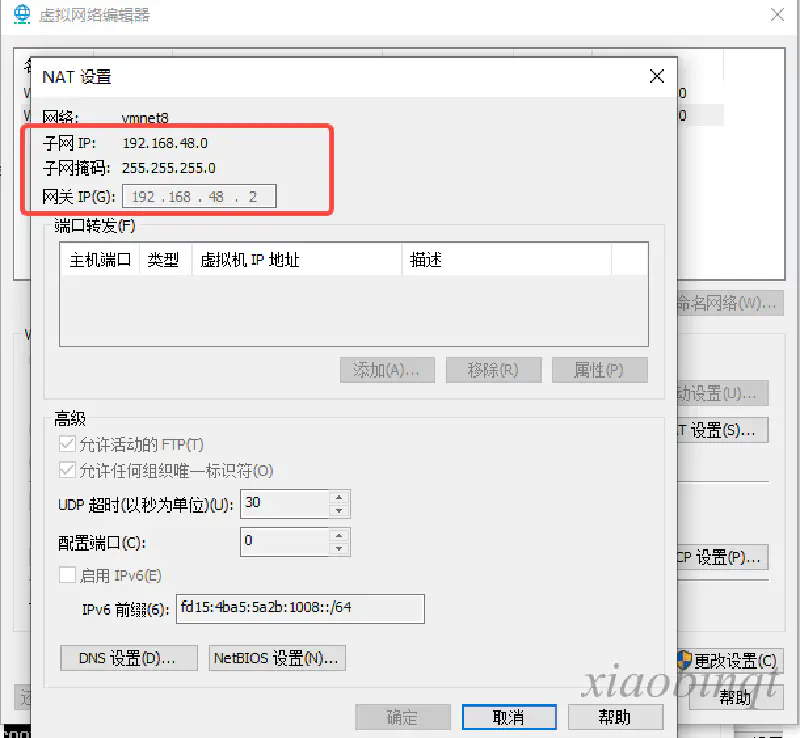 虚拟网络编辑器
NAT 设置
网络: vmnet8
子网 IP: 192.168.48.0
子网掩码: 255.255.255.0
网关 IP(G): 192 . 168 . 48 . 2
端口转发(F)
主机端口 类型 虚拟机 IP 地址 描述
命名网络(W)...
添加(A)... 移除(R) 属性(P)
动设置(U)...
高级
允许活动的 FTP(T)
T 设置(S)...
允许任何组织唯一标识符(O)
UDP 超时(以秒为单位)(U): 30
配置端口(C): 0
CP 设置(P)...
启用 IPv6(E)
IPv6 前缀(6): fd15:4ba5:5a2b:1008::/64
DNS 设置(D)... NetBIOS 设置(N)...
更改设置(C)
xiaobinqt
帮助
确定 取消 帮助